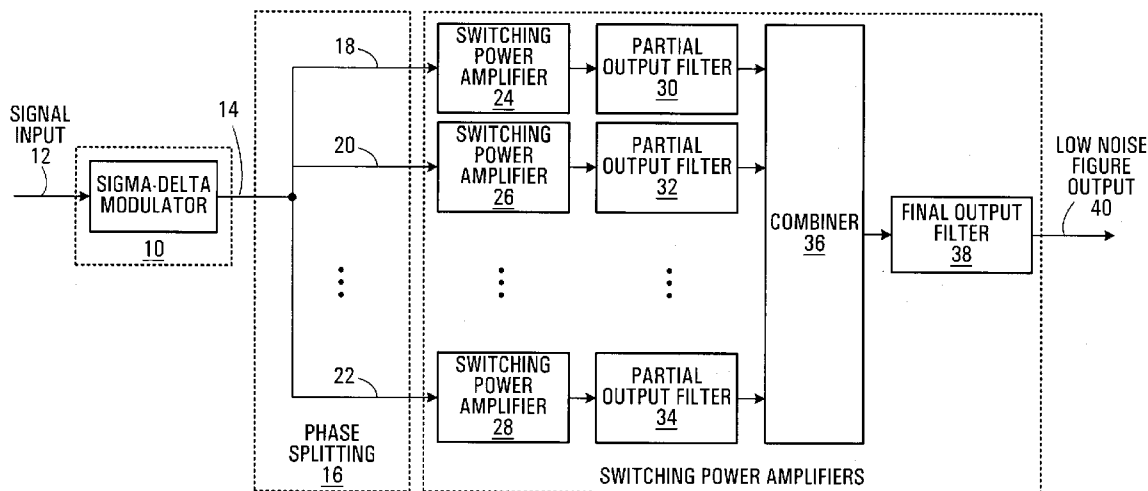 SIGNAL
INPUT
12
14
SIGMA-DELTA
MODULATOR
10
18
20
22
PHASE
SPLITTING
16
SWITCHING
POWER
AMPLIFIER
24
PARTIAL
OUTPUT FILTER
30
SWITCHING
POWER
AMPLIFIER
26
PARTIAL
OUTPUT FILTER
32
SWITCHING
POWER
AMPLIFIER
28
PARTIAL
OUTPUT FILTER
34
COMBINER
36
FINAL OUTPUT
FILTER
38
LOW NOISE
FIGURE
OUTPUT
40
SWITCHING POWER AMPLIFIERS